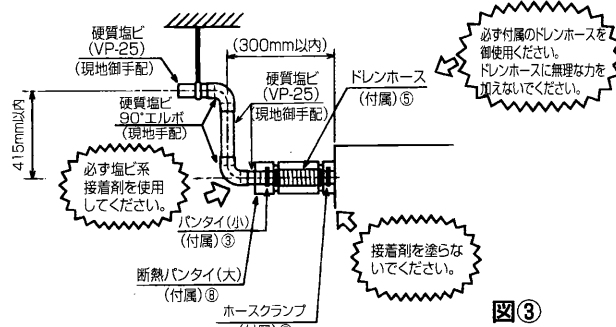 硬質塩ビ
(VP-25)
(現地御手配)
(300mm以内)
硬質塩ビ
(VP-25)
(現地御手配)
ドレンホース
(付属)⑤
必ず付属のドレンホースを
御使用ください。
ドレンホースに無理な力を
加えないでください。
415mm以内
硬質塩ビ
90°エルボ
(現地手配)
必ず塩ビ系
接着剤を使用
してください。
バンタイ(小)
(付属)③
断熱バンタイ(大)
(付属)⑧
ホースクランプ
接着剤を塗らな
いでください。
図③